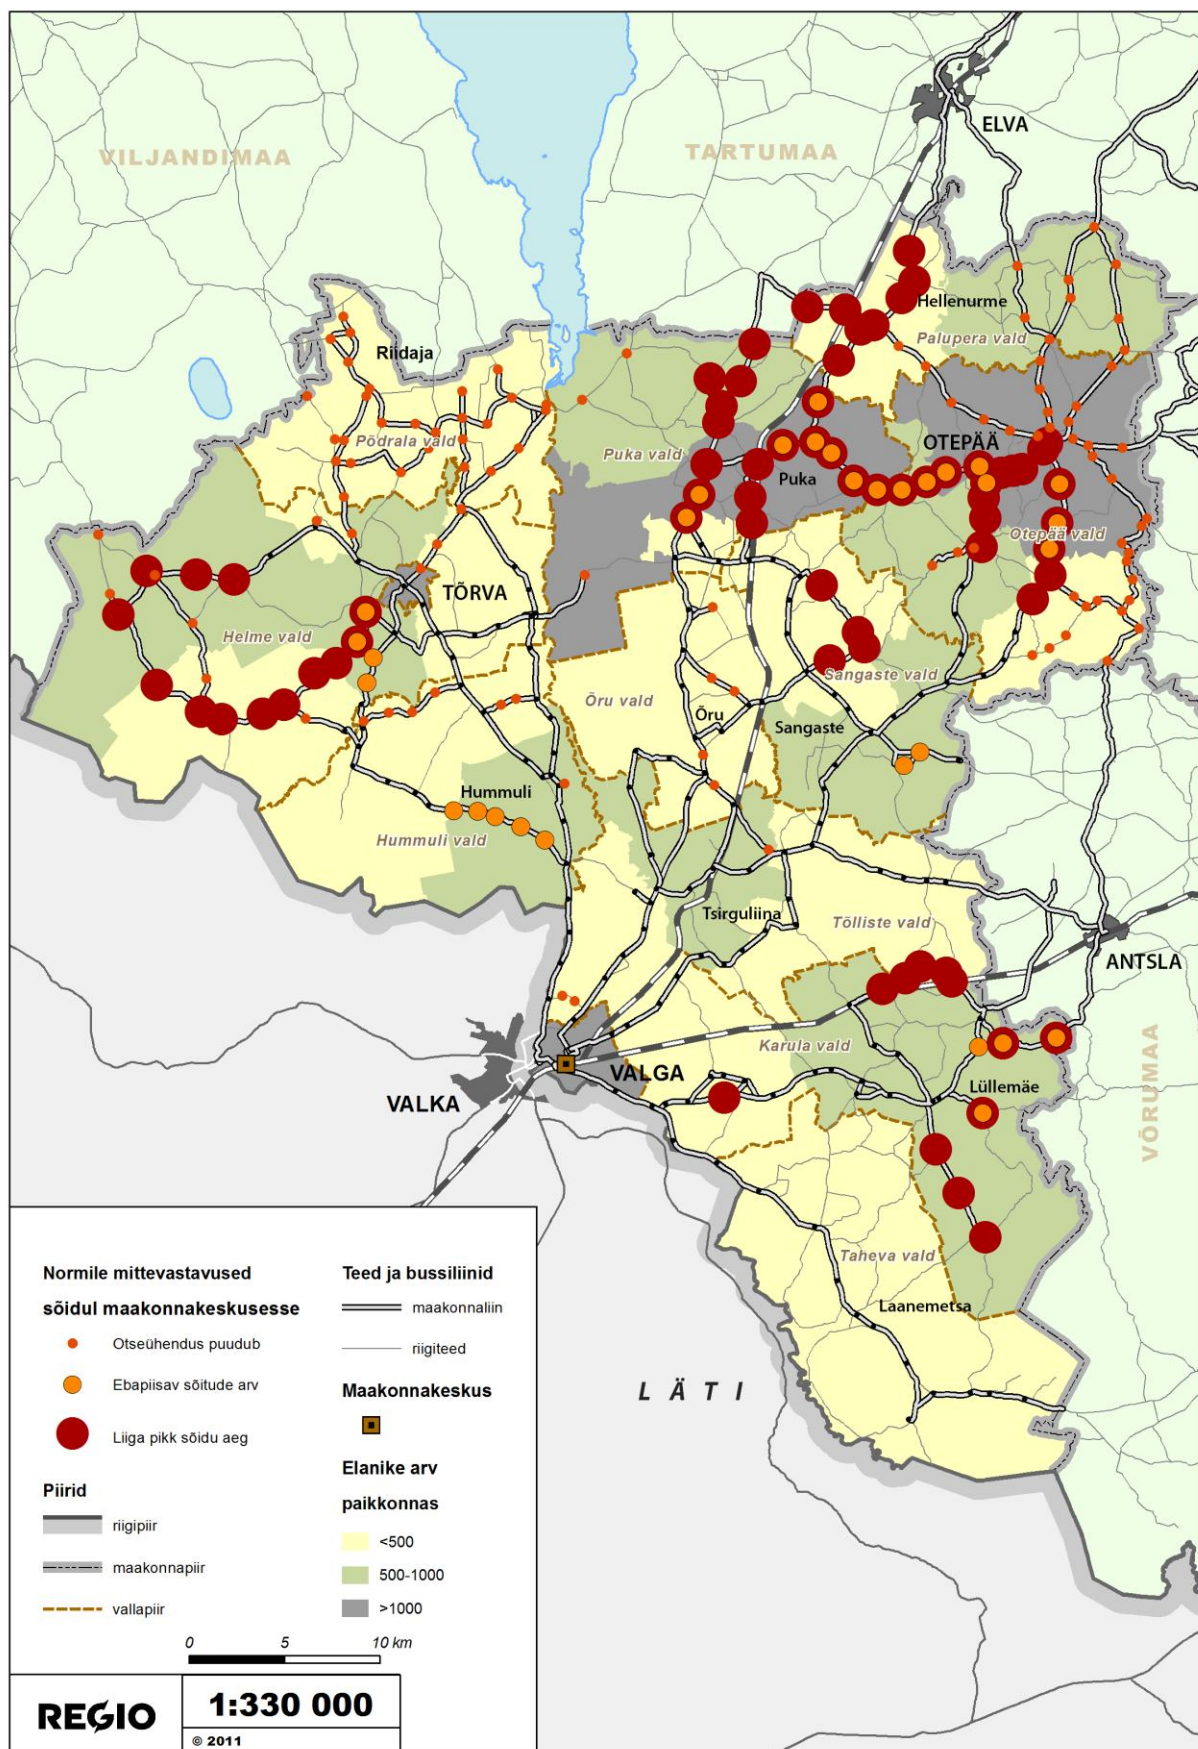 ELVA
VILJANDIMAA
TARTUMAA
Hellenurme
Palupera vald
Riidaja
Põdrala vald
Puka vald
OTEPÄÄ
Puka
Otepää vald
TÕRVA
Helme vald
Sangaste vald
Õru vald
Õru
Sangaste
Hummuli
Hummuli vald
Tsirguliina
Tõlliste vald
ANTSLA
Karula vald
VALGA
Lüllemäe
VALKA
VÕRUMAA
Taheva vald
Laanemetsa
LÄTI
Normile mittevastavused
sõidul maakonnakeskusesse
Otseühendus puudub
Ebapiisav sõitude arv
Liiga pikk sõidu aeg
Piirid
riigipiir
maakonnapiir
vallapiir
Teed ja bussiliinid
maakonnaliin
riigiteed
Maakonnakeskus
Elanike arv
paikkonnas
<500
500-1000
>1000
0 5 10 km
REGIO
1:330 000
© 2011